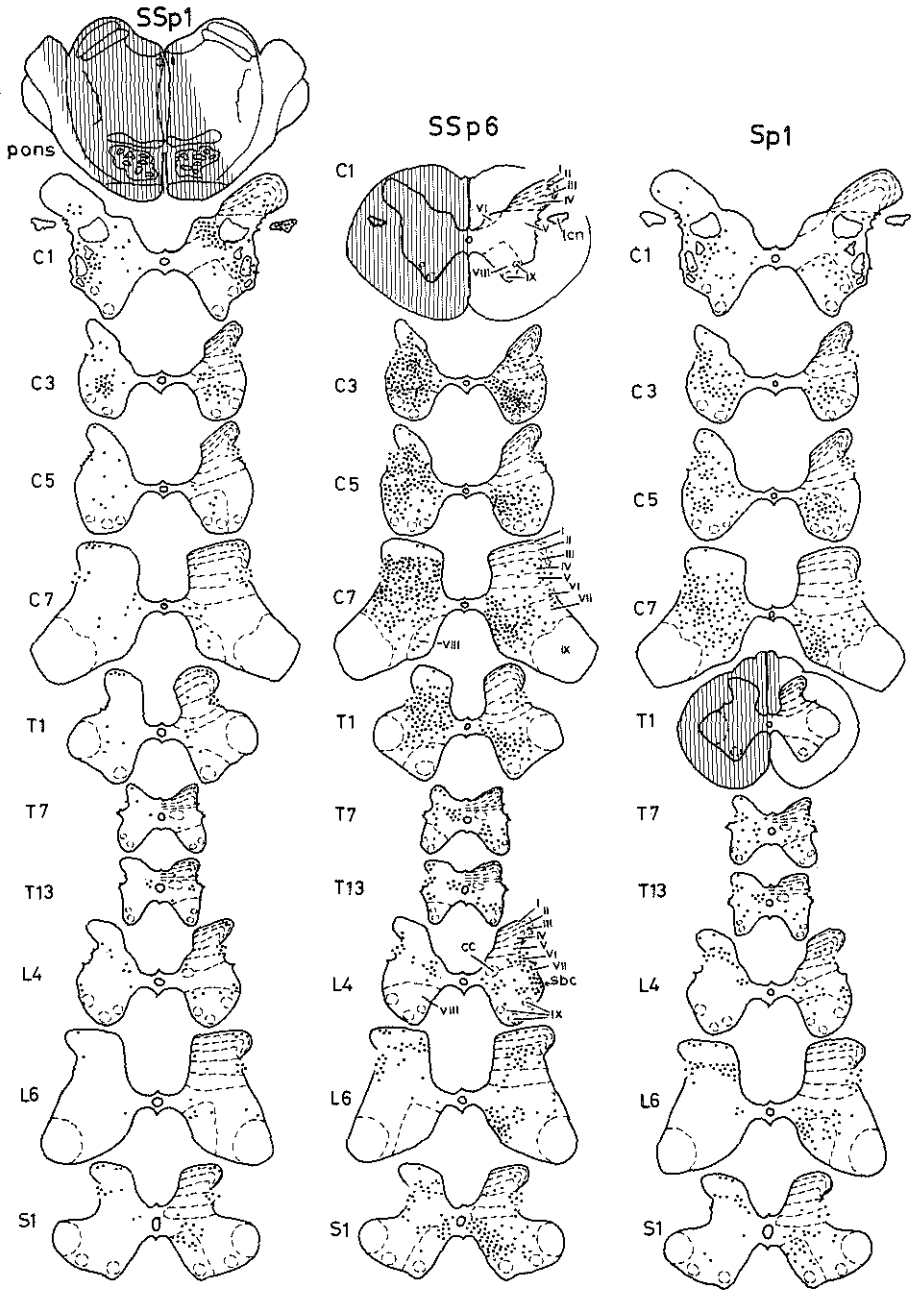 SSp1
pons
C1
C3
C5
C7
T1
T7
T13
L4
L6
S1
SSp6
C1
I
II
III
IV
V
VI
lcn
VIII
IX
C3
C5
C7
I
II
III
IV
V
VI
VII
VIII
IX
T1
T7
T13
L4
I
II
III
IV
V
VI
VII
sbc
cc
VIII
IX
L6
S1
Sp1
C1
C3
C5
C7
T1
T7
T13
L4
L6
S1